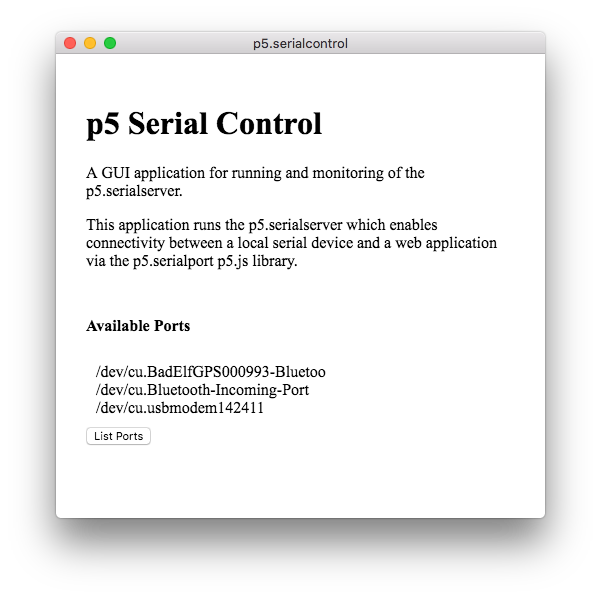 p5.serialcontrol
p5 Serial Control
A GUI application for running and monitoring of the
p5.serialserver.
This application runs the p5.serialserver which enables
connectivity between a local serial device and a web application
via the p5.serialport p5.js library.
Available Ports
/dev/cu.BadElfGPS000993-Bluetoo
/dev/cu.Bluetooth-Incoming-Port
/dev/cu.usbmodem142411
List Ports